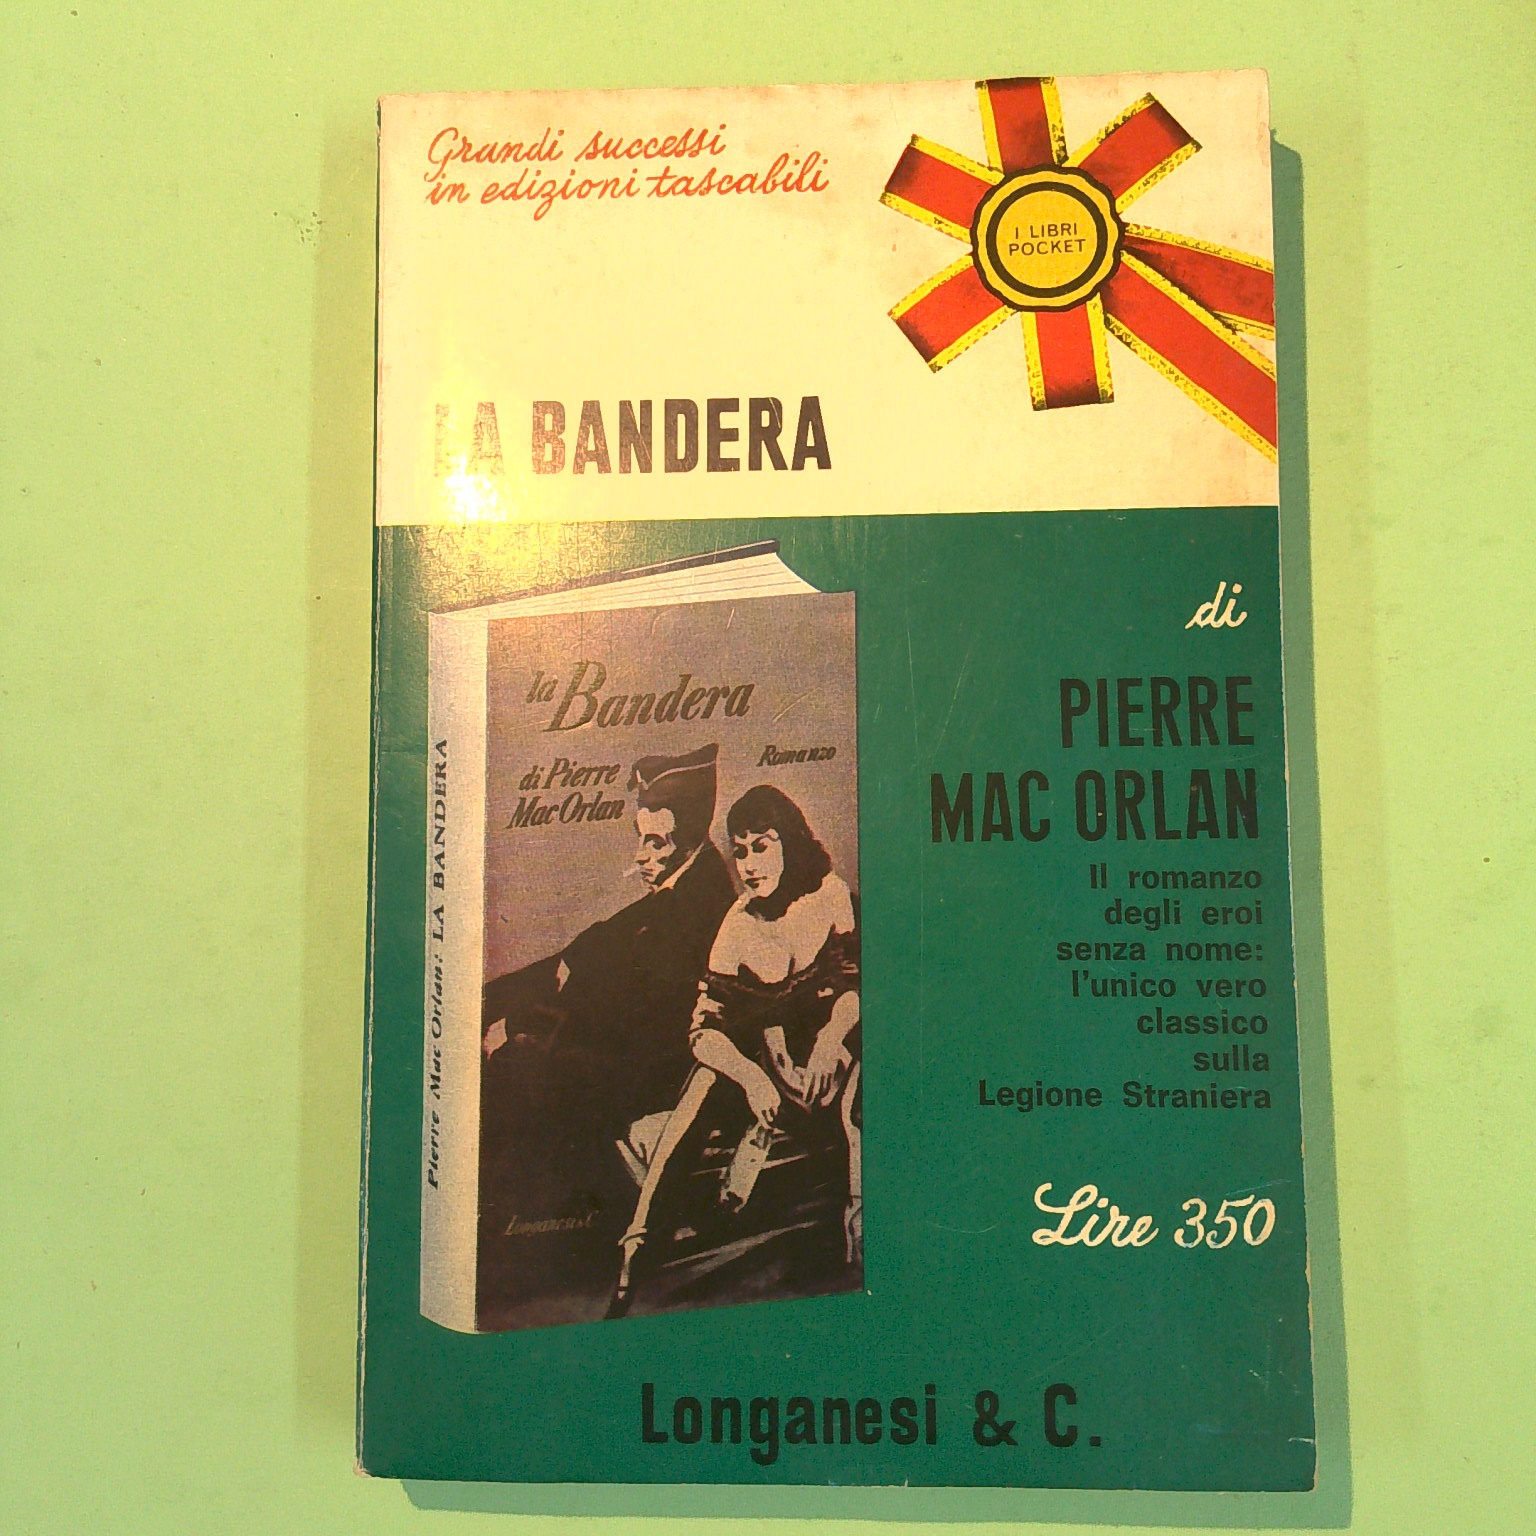 Grandi successi
in edizioni tascabili
I LIBRI
POCKET
LA BANDERA
di
PIERRE
MAC ORLAN
Il romanzo
degli eroi
senza nome:
l'unico vero
classico
sulla
Legione Straniera
Lire 350
la Bandera
di Pierre
Mac Orlan
Romanzo
Longanesi & C
Pierre Mac Orlan: LA BANDERA
Longanesi & C.